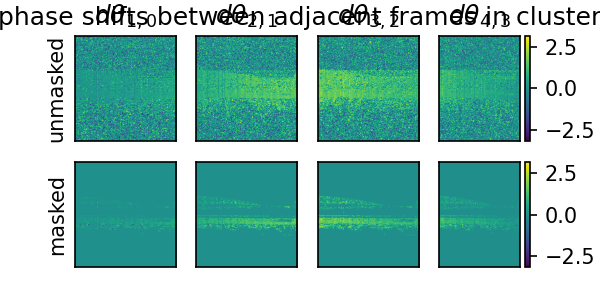 phase shifts between adjacent frames in cluster
dθ1,0 dθ2,1 dθ3,2 dθ4,3
unmasked
2.5
0.0
−2.5
masked
2.5
0.0
−2.5